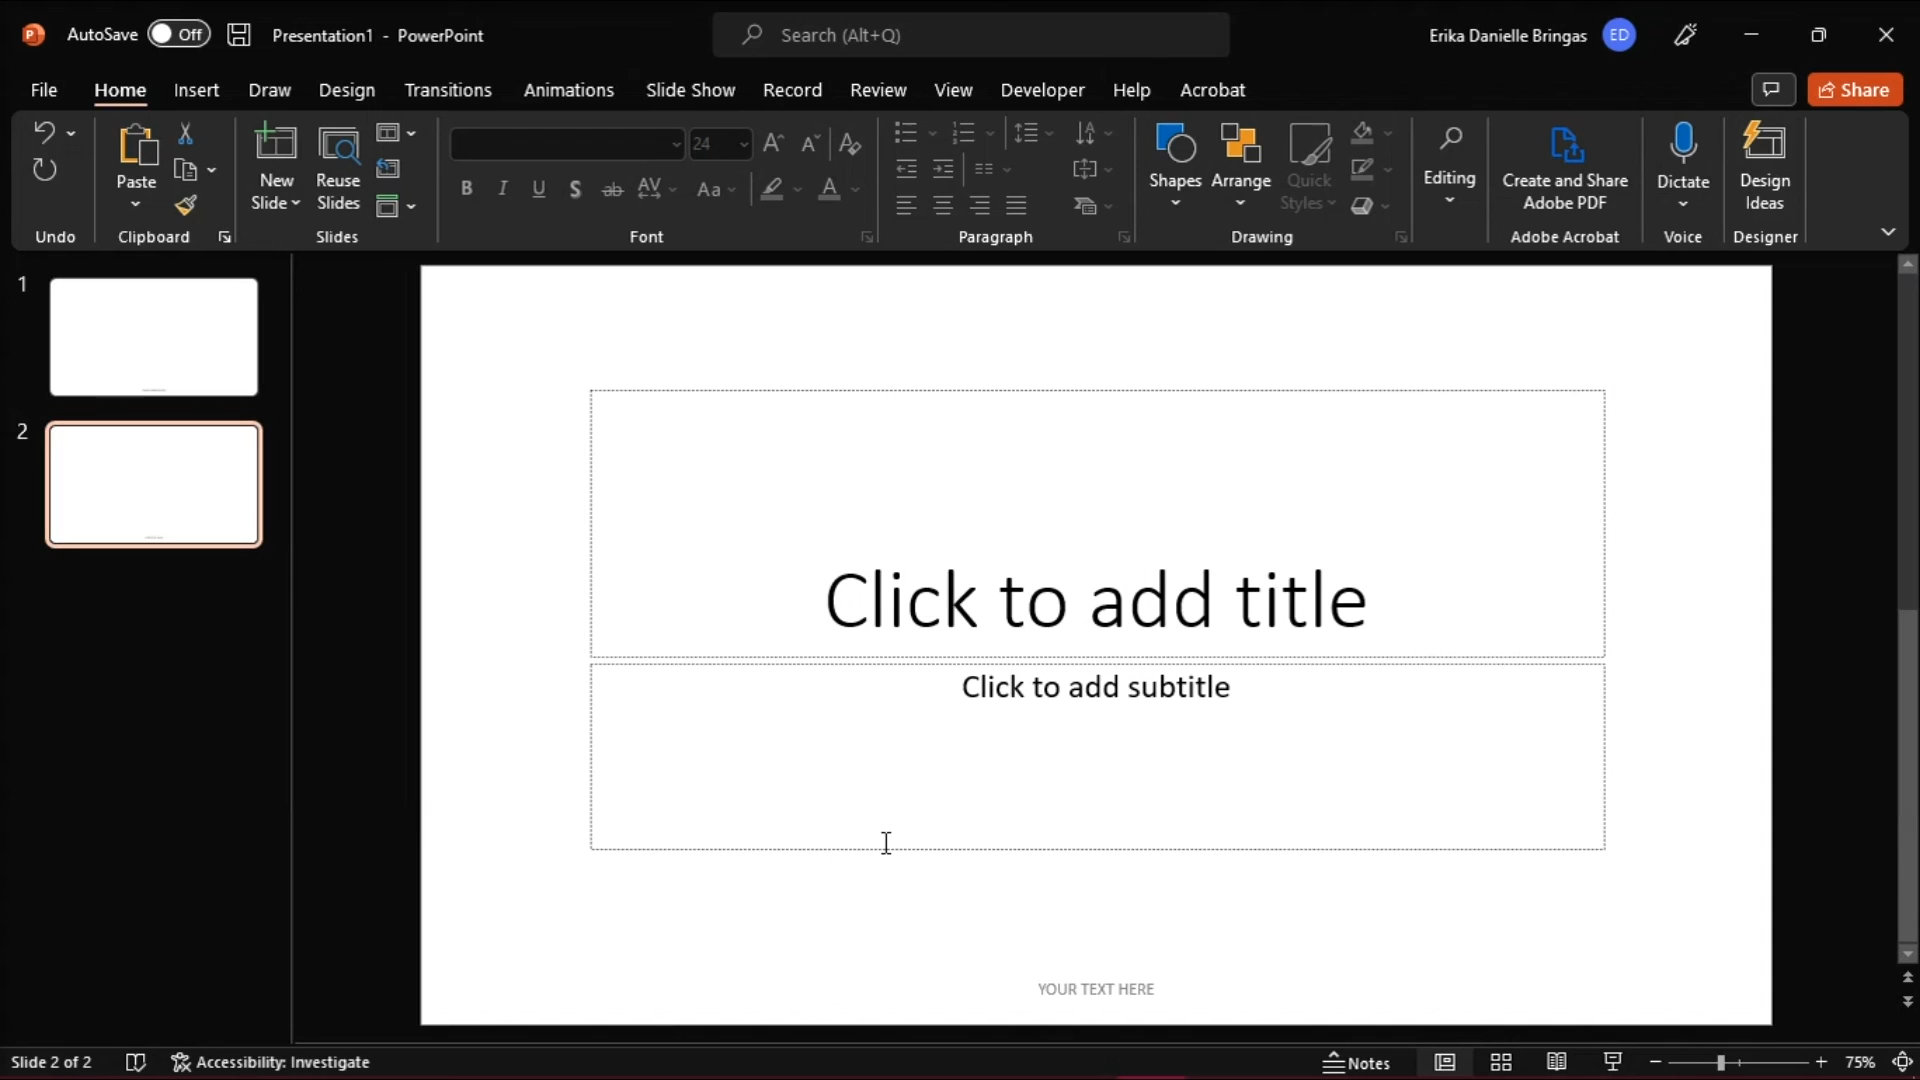 AutoSave Off Presentation1 - PowerPoint Search (Alt+Q) Erika Danielle Bringas ED
File Home Insert Draw Design Transitions Animations Slide Show Record Review View Developer Help Acrobat Share
24
Paste New Slide Reuse Slides B I U S ab AV Aa A Shapes Arrange Quick Styles Editing Create and Share Adobe PDF Dictate Design Ideas
Undo Clipboard Slides Font Paragraph Drawing Adobe Acrobat Voice Designer
1
2
Click to add title
Click to add subtitle
YOUR TEXT HERE
Slide 2 of 2 Accessibility: Investigate Notes 75%